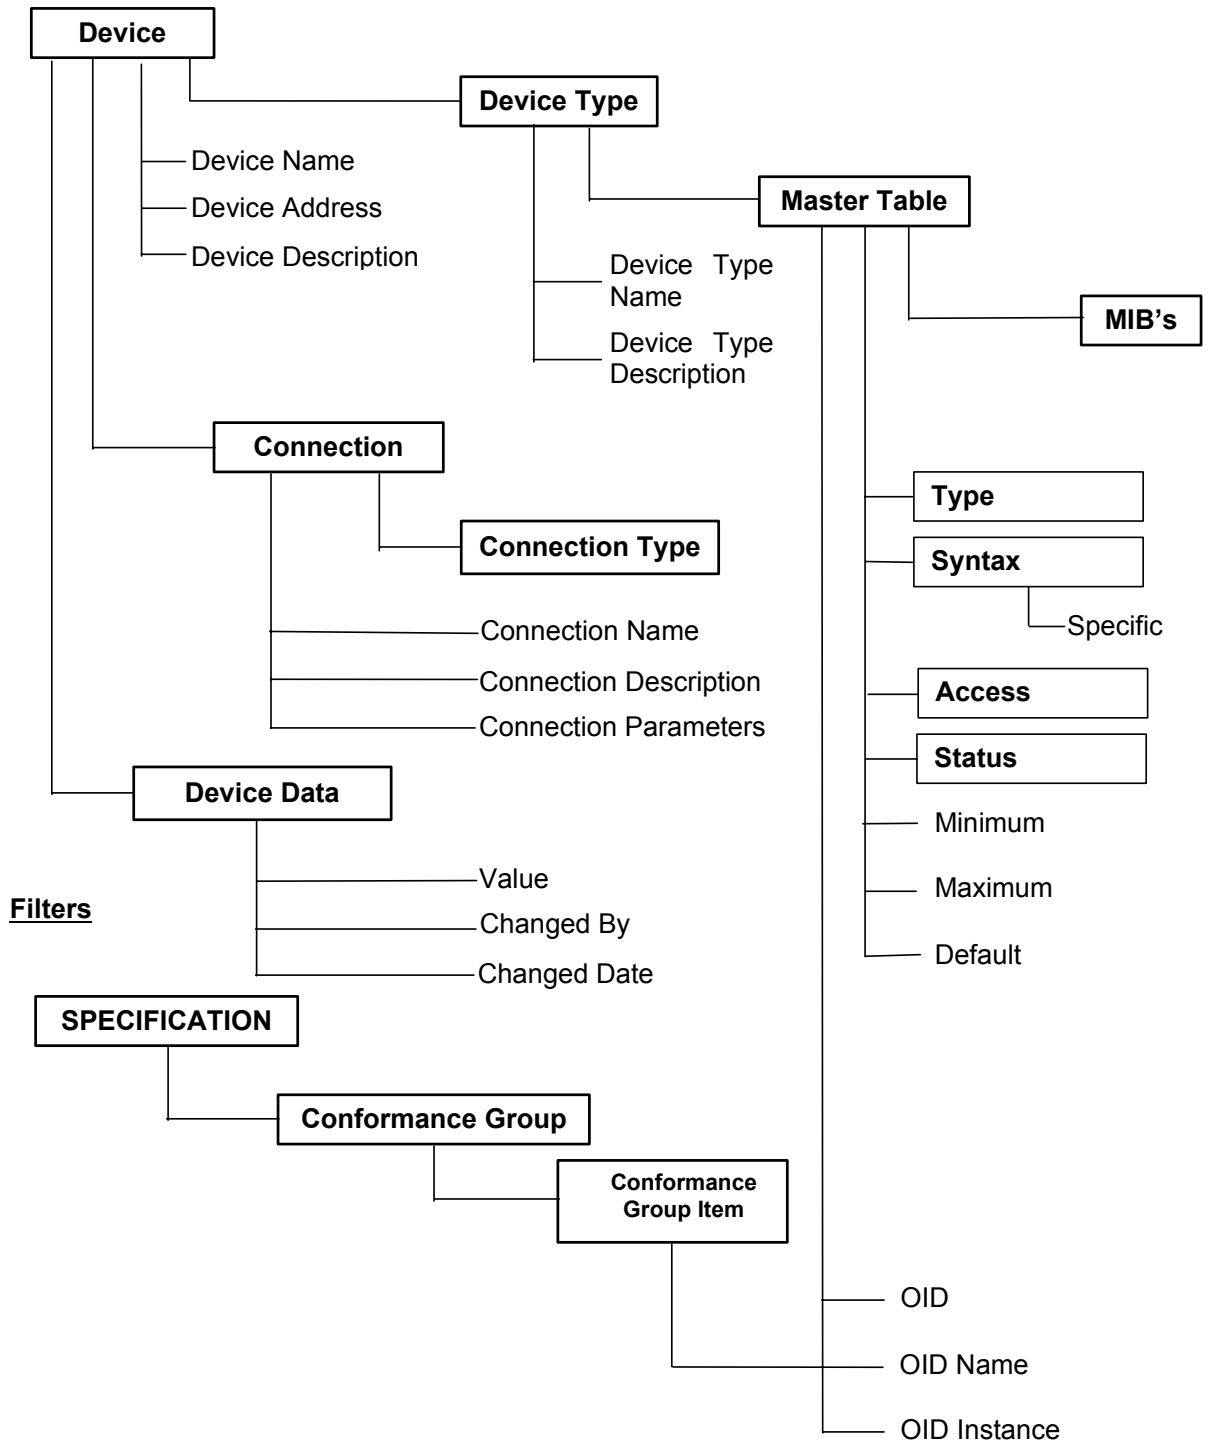 Device
Device Type
Device Name
Master Table
Device Address
Device Description
Device Type
Name
MIB's
Device Type
Description
Connection
Type
Connection Type
Syntax
Connection Name
Specific
Connection Description
Access
Connection Parameters
Status
Device Data
Minimum
Value
Maximum
Filters
Changed By
Default
Changed Date
SPECIFICATION
Conformance Group
Conformance
Group Item
OID
OID Name
OID Instance